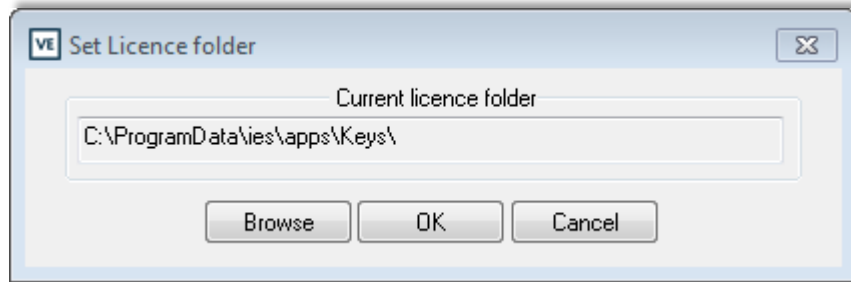 VE Set Licence folder
Current licence folder
C:\ProgramData\ies\apps\Keys\
Browse OK Cancel